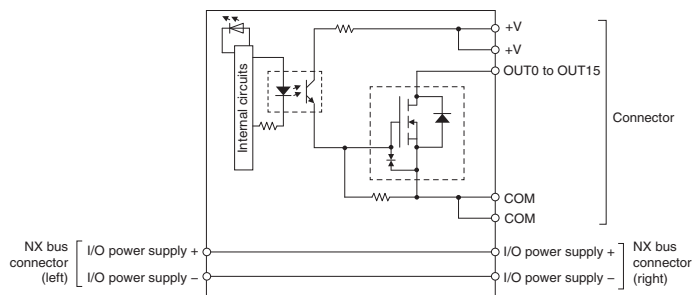 +V
+V
OUT0 to OUT15
Internal circuits
Connector
COM
COM
NX bus
connector
(left)
I/O power supply +
I/O power supply –
I/O power supply +
I/O power supply –
NX bus
connector
(right)